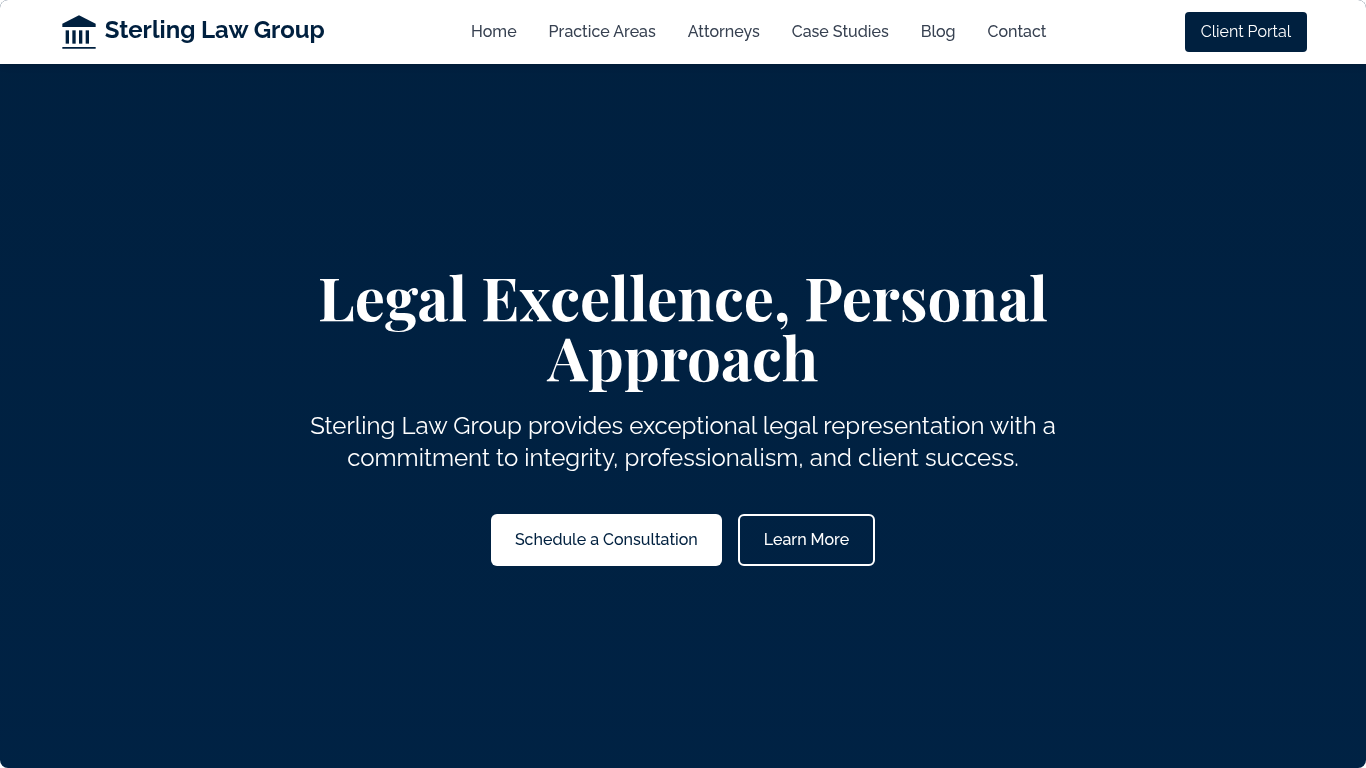 Sterling Law Group
Home
Practice Areas
Attorneys
Case Studies
Blog
Contact
Client Portal
Legal Excellence, Personal
Approach
Sterling Law Group provides exceptional legal representation with a
commitment to integrity, professionalism, and client success.
Schedule a Consultation
Learn More